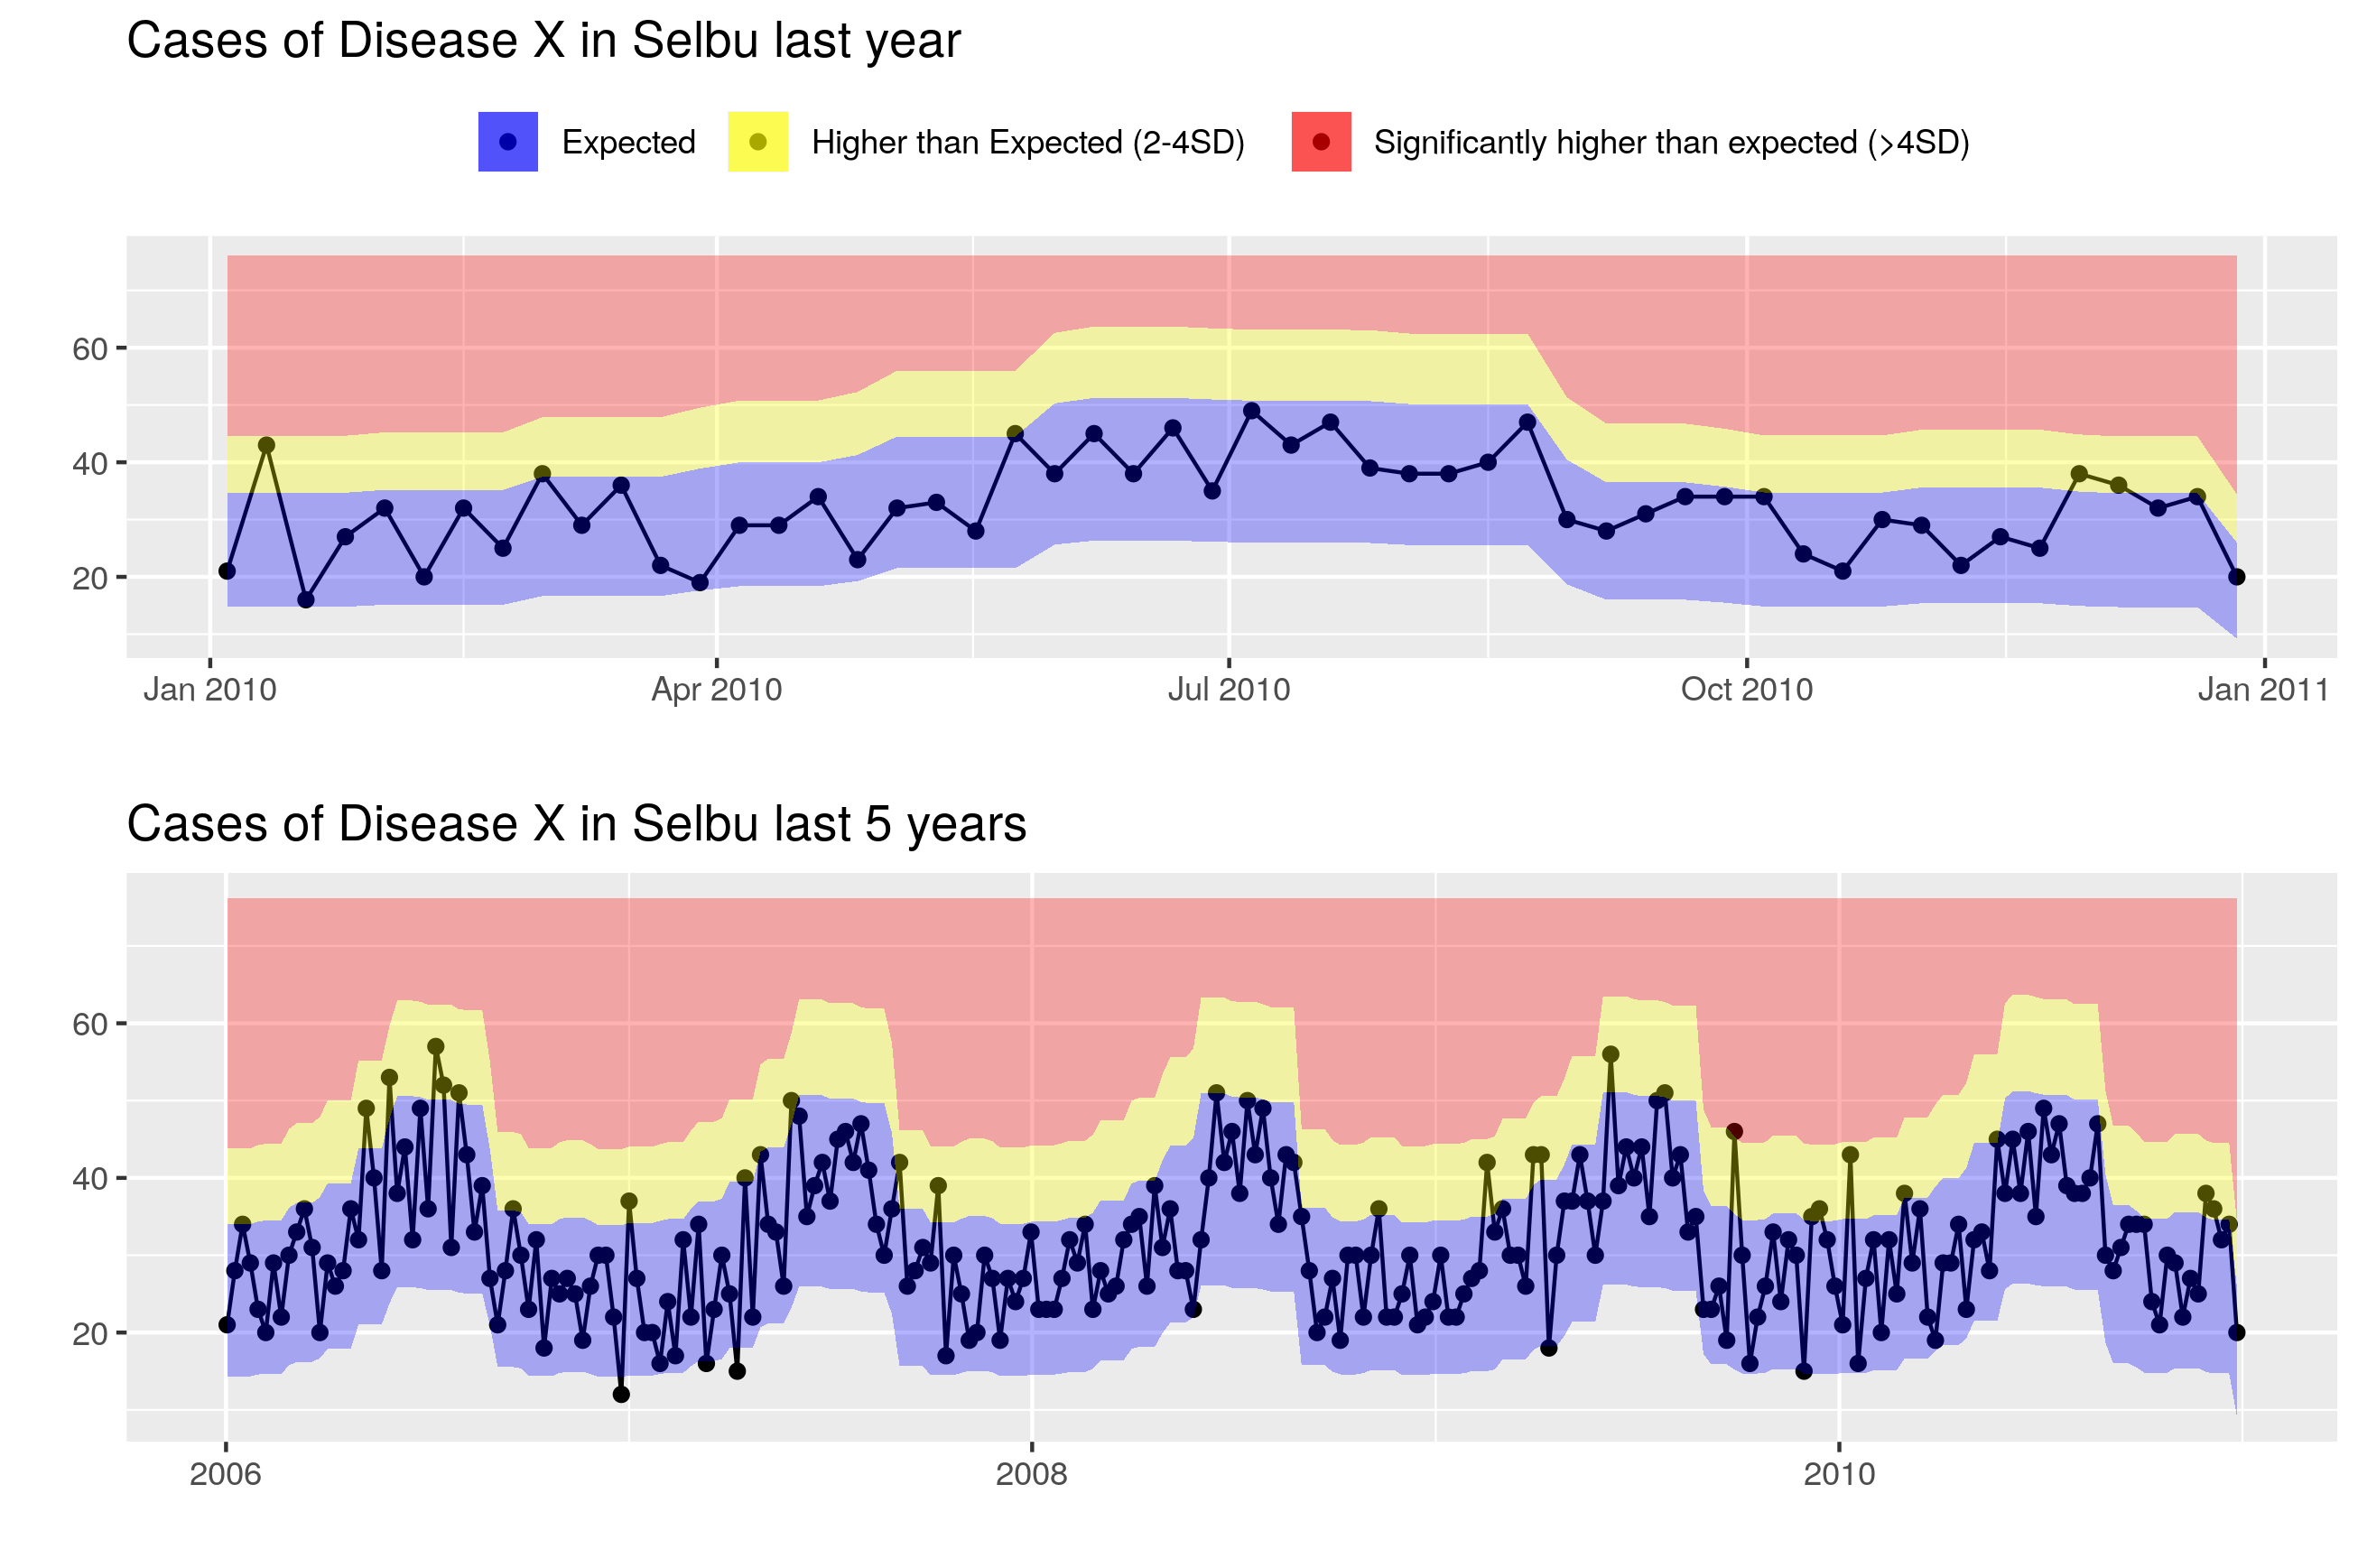 Cases of Disease X in Selbu last year
Expected
Higher than Expected (2-4SD)
Significantly higher than expected (>4SD)
60
40
20
Jan 2010
Apr 2010
Jul 2010
Oct 2010
Jan 2011
Cases of Disease X in Selbu last 5 years
60
40
20
2006
2008
2010